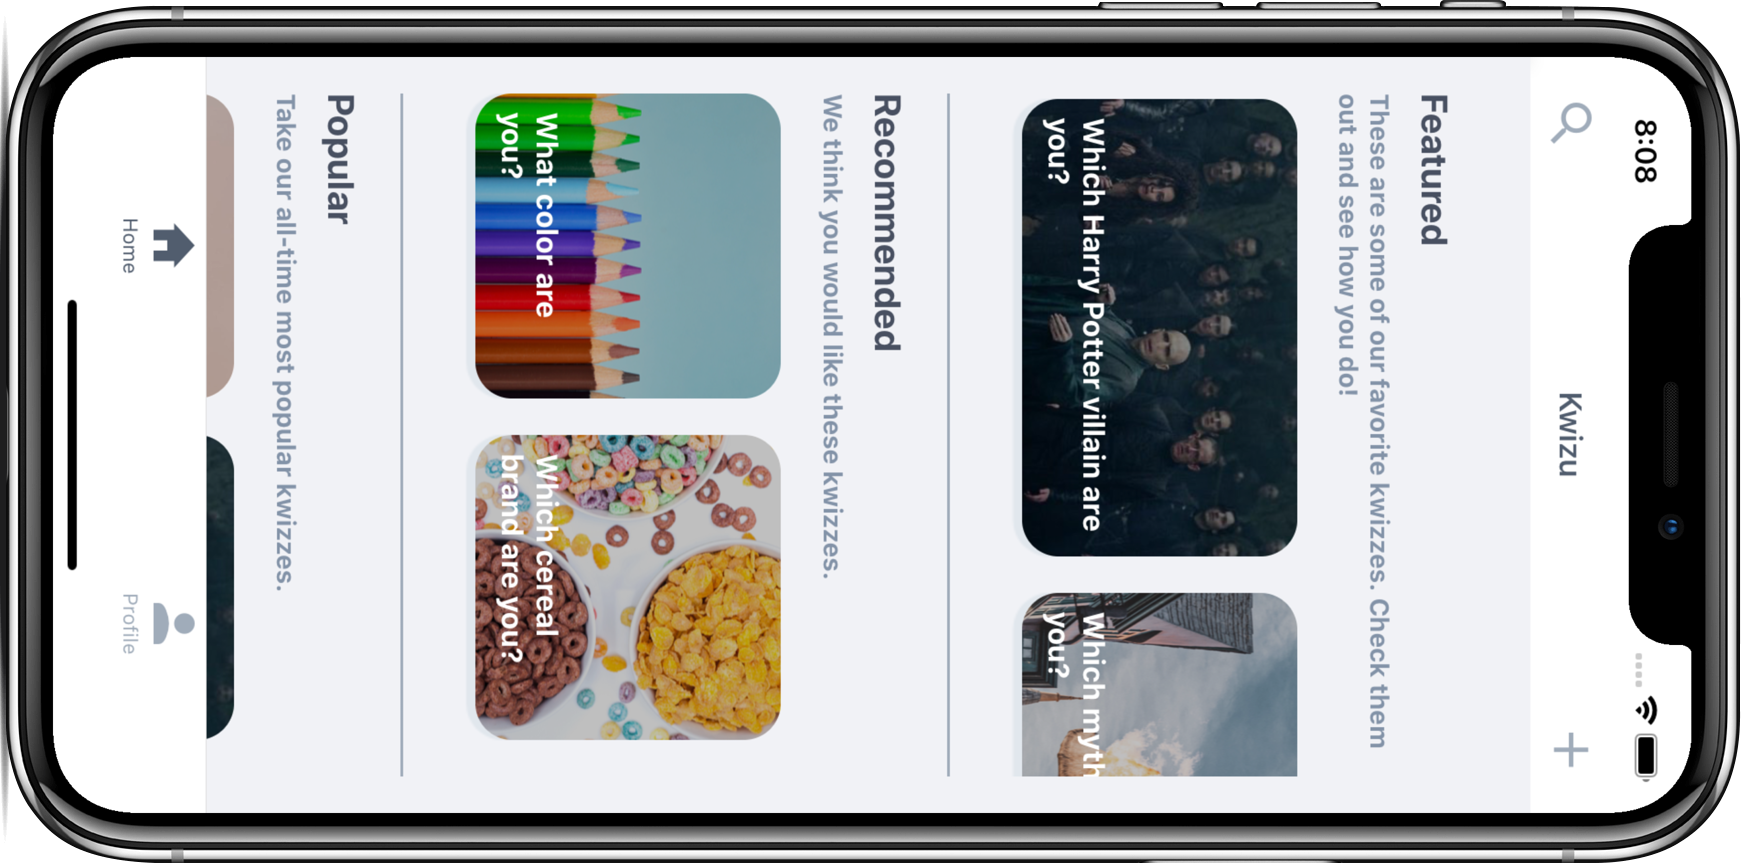 8:08
Kwizu
Featured
These are some of our favorite kwizzes. Check them
out and see how you do!
Which Harry Potter villain are
you?
Which myth
you?
Recommended
We think you would like these kwizzes.
What color are
you?
Which cereal
brand are you?
Popular
Take our all-time most popular kwizzes.
Home
Profile